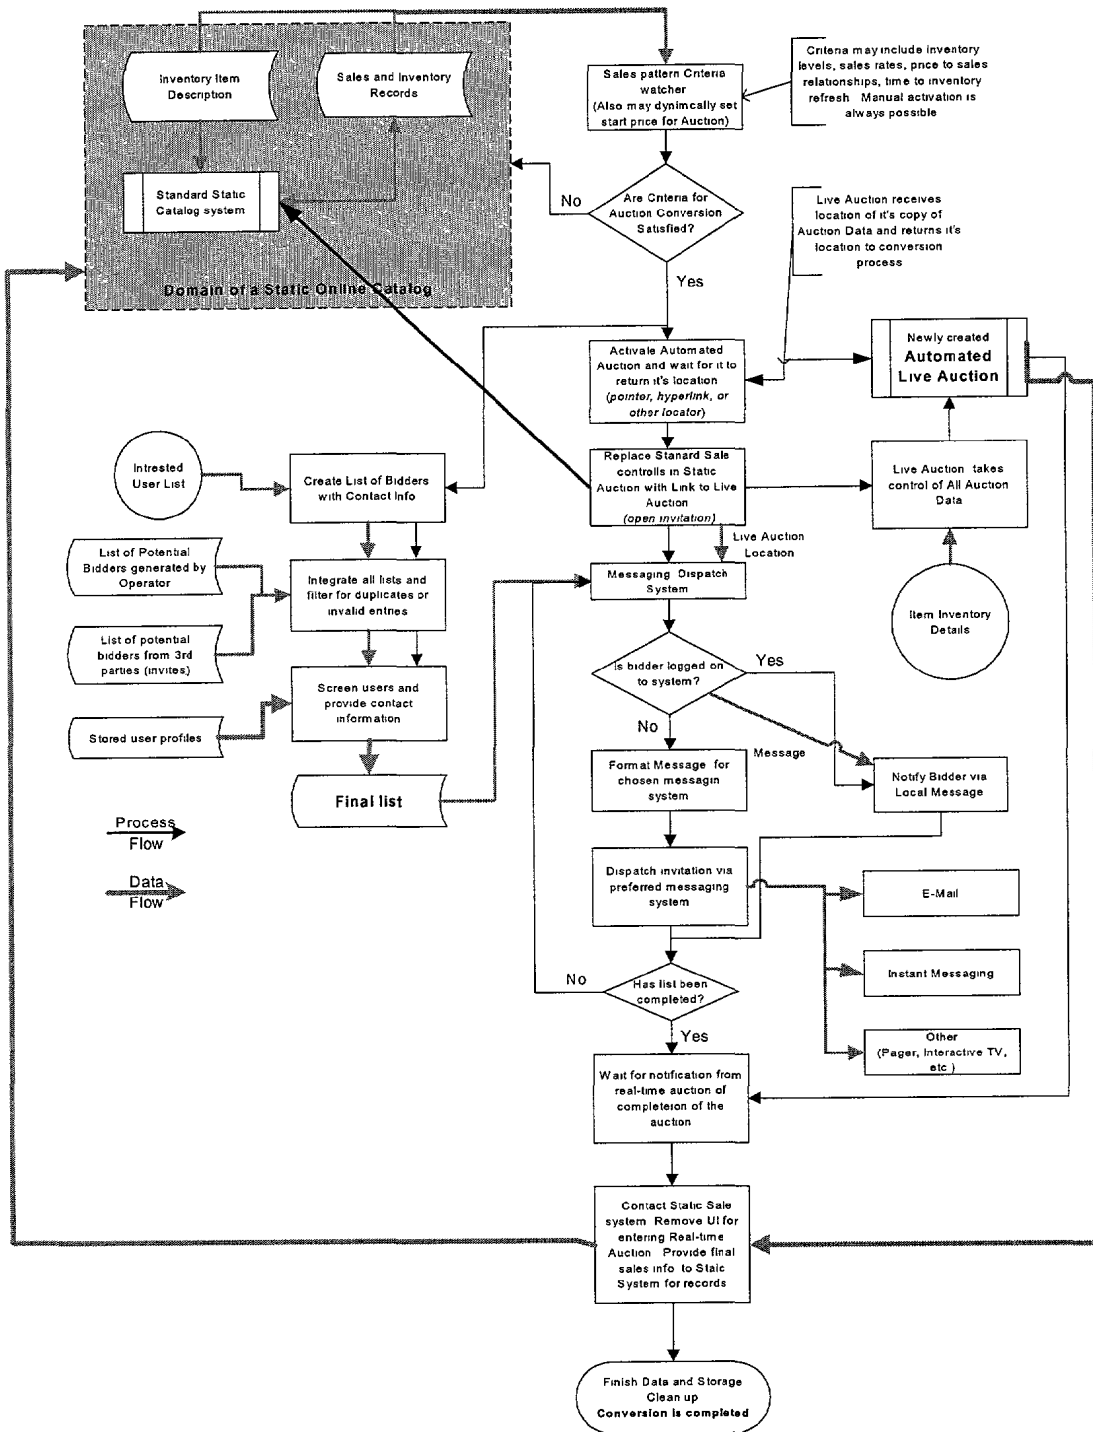 Inventory Item
Description
Sales and Inventory
Records
Standard Static
Catalog system
Domain of a Static Online Catalog
Sales pattern Criteria
watcher
(Also may dynimcally set
start price for Auction)
Criteria may include inventory
levels, sales rates, price to sales
relationships, time to inventory
refresh Manual activation is
always possible
No
Are Criteria for
Auction Conversion
Satisfied?
Yes
Live Auction receives
location of it's copy of
Auction Data and returns it's
location to conversion
process
Activale Automated
Auction and wait for it to
return it's location
(pointer, hyperlink, or
other locator)
Newly created
Automated
Live Auction
Intrested
User List
Create List of Bidders
with Contact Info
Replace Stanard Sale
controlls in Static
Auction with Link to Live
Auction
(open invitation)
Live Auction takes
control of All Auction
Data
Live Auction
Location
List of Potential
Bidders generated by
Operator
Integrate all lists and
filter for duplicates or
invalid entries
Messaging Dispatch
System
Item Inventory
Details
List of potential
bidders from 3rd
parties (invites)
Is bidder logged on
to system?
Yes
No
Screen users and
provide contact
information
Stored user profiles
Final list
Format Message for
chosen messagin
system
Message
Notify Bidder via
Local Message
Process
Flow
Data
Flow
Dispatch invitation via
preferred messaging
system
E-Mail
Instant Messaging
Other
(Pager, Interactive TV,
etc )
No
Has list been
completed?
Yes
Wait for notification from
real-time auction of
completeion of the
auction
Contact Static Sale
system Remove UI for
entering Real-time
Auction Provide final
sales info to Staic
System for records
Finish Data and Storage
Clean up
Conversion is completed